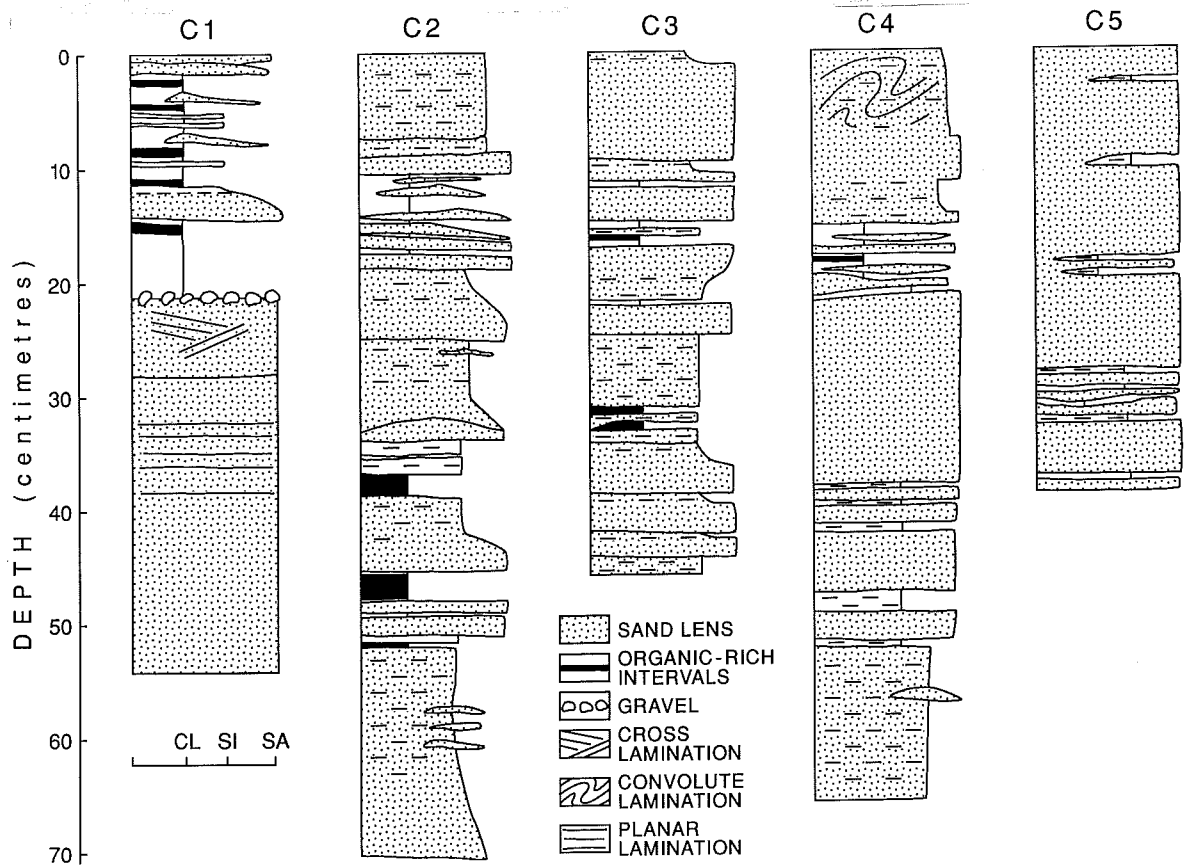 C1
C2
C3
C4
C5
DEPTH (centimetres)
0
10
20
30
40
50
60
70
CL SI SA
SAND LENS
ORGANIC-RICH
INTERVALS
GRAVEL
CROSS
LAMINATION
CONVOLUTE
LAMINATION
PLANAR
LAMINATION